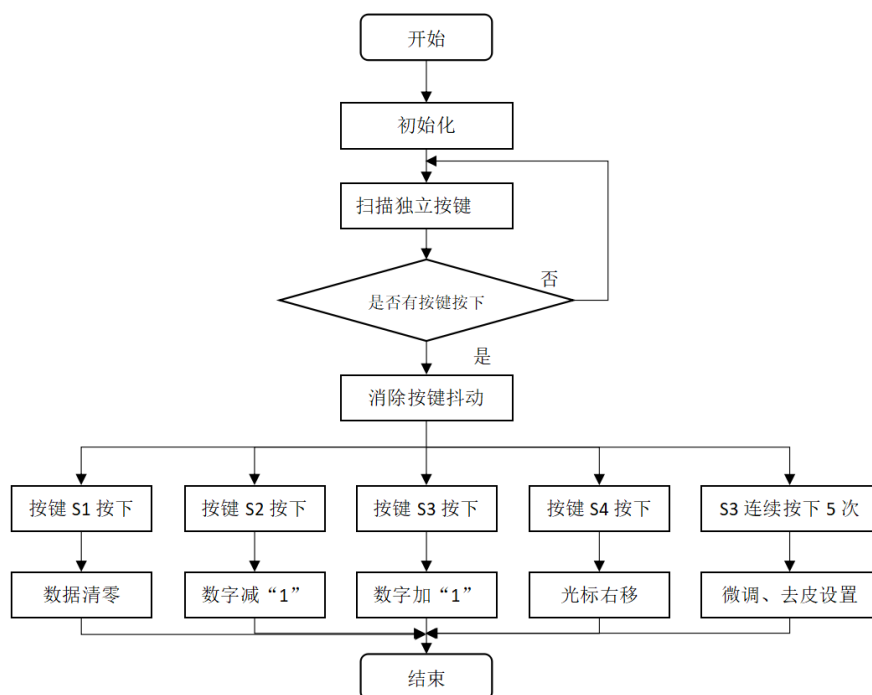 开始
初始化
扫描独立按键
否
是否有按键按下
是
消除按键抖动
按键 S1 按下
按键 S2 按下
按键 S3 按下
按键 S4 按下
S3 连续按下 5 次
数据清零
数字减“1”
数字加“1”
光标右移
微调、去皮设置
结束